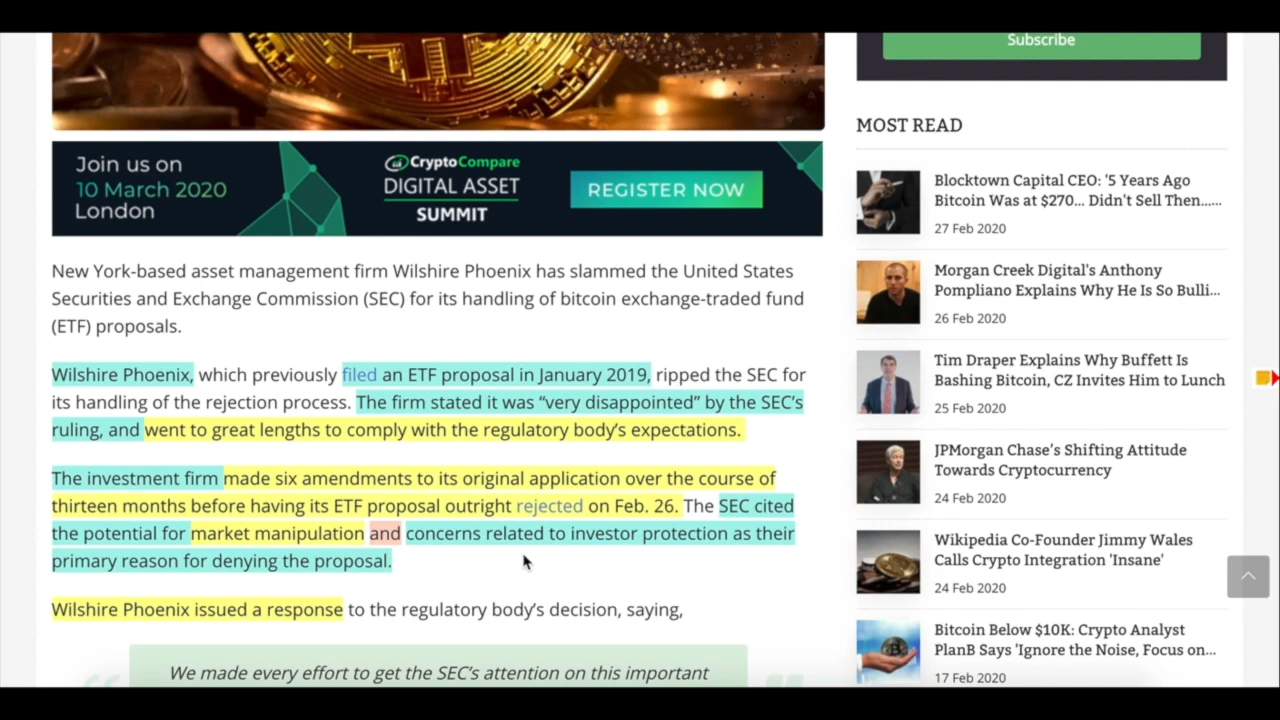 Subscribe
Join us on
10 March 2020
London
CryptoCompare
DIGITAL ASSET
SUMMIT
REGISTER NOW
New York-based asset management firm Wilshire Phoenix has slammed the United States
Securities and Exchange Commission (SEC) for its handling of bitcoin exchange-traded fund
(ETF) proposals.
Wilshire Phoenix, which previously filed an ETF proposal in January 2019, ripped the SEC for
its handling of the rejection process. The firm stated it was “very disappointed” by the SEC’s
ruling, and went to great lengths to comply with the regulatory body’s expectations.
The investment firm made six amendments to its original application over the course of
thirteen months before having its ETF proposal outright rejected on Feb. 26. The SEC cited
the potential for market manipulation and concerns related to investor protection as their
primary reason for denying the proposal.
Wilshire Phoenix issued a response to the regulatory body’s decision, saying,
We made every effort to get the SEC’s attention on this important
MOST READ
Blocktown Capital CEO: '5 Years Ago
Bitcoin Was at $270... Didn't Sell Then......
27 Feb 2020
Morgan Creek Digital's Anthony
Pompliano Explains Why He Is So Bulli...
26 Feb 2020
Tim Draper Explains Why Buffett Is
Bashing Bitcoin, CZ Invites Him to Lunch
25 Feb 2020
JPMorgan Chase’s Shifting Attitude
Towards Cryptocurrency
24 Feb 2020
Wikipedia Co-Founder Jimmy Wales
Calls Crypto Integration 'Insane'
24 Feb 2020
Bitcoin Below $10K: Crypto Analyst
PlanB Says 'Ignore the Noise, Focus on...
17 Feb 2020